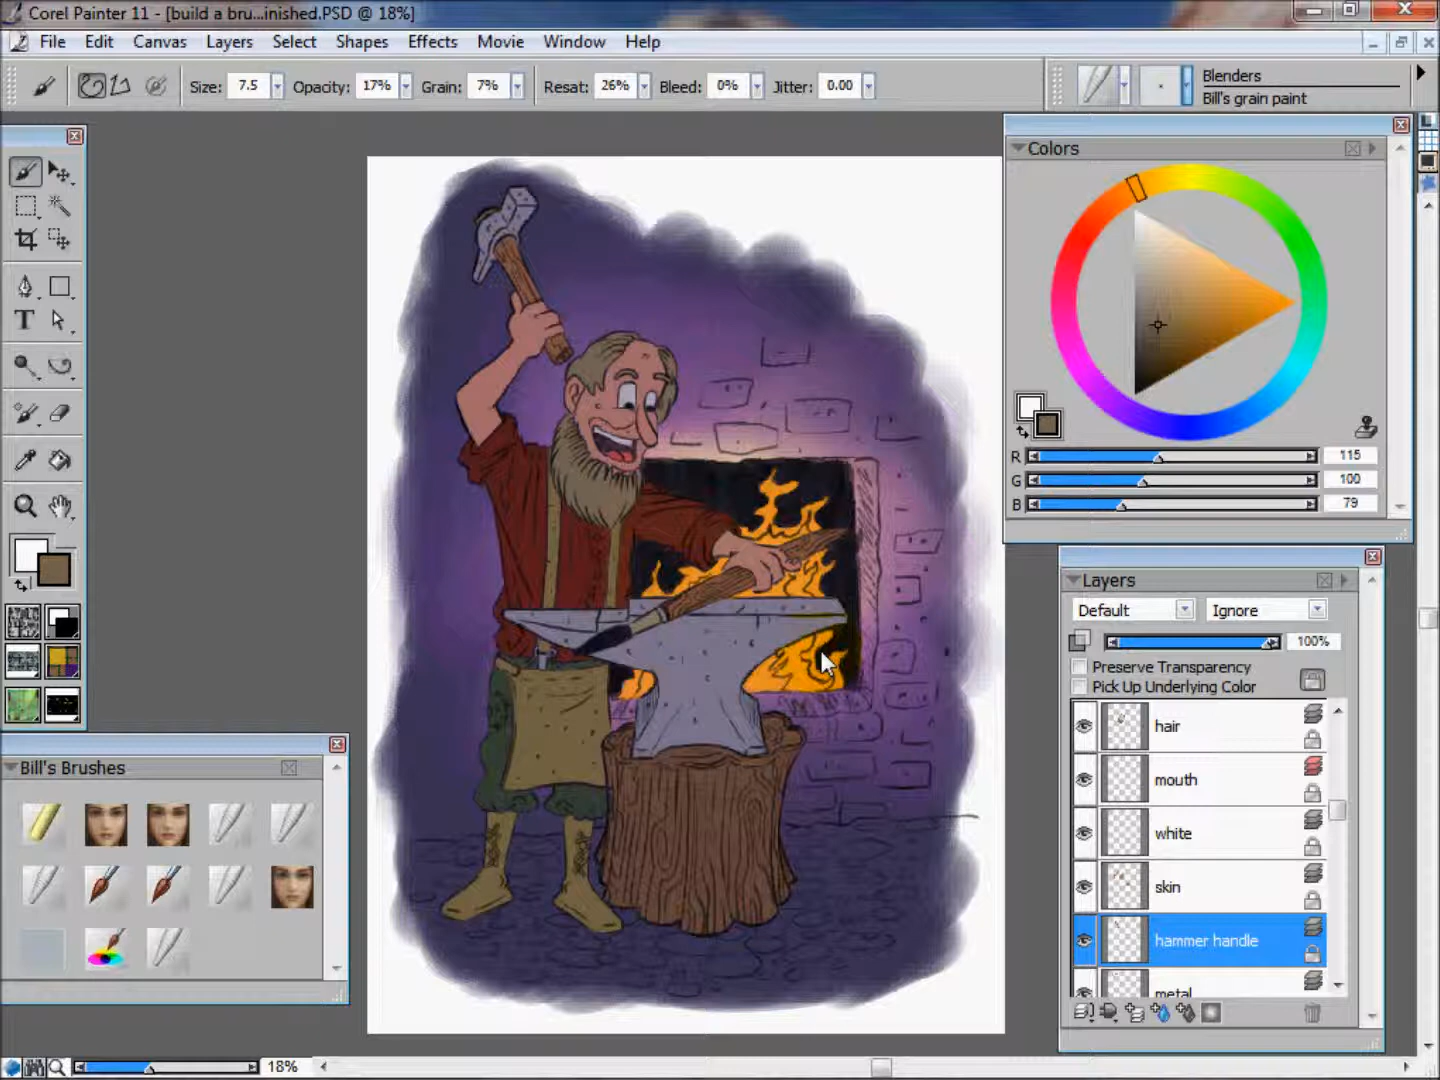 Corel Painter 11 - [build a bru...inished.PSD @ 18%]
File Edit Canvas Layers Select Shapes Effects Movie Window Help
Size: 7.5 Opacity: 17% Grain: 7% Resat: 26% Bleed: 0% Jitter: 0.00
Blenders
Bill's grain paint
Colors
R 115
G 100
B 79
Layers
Default Ignore
100%
Preserve Transparency
Pick Up Underlying Color
hair
mouth
white
skin
hammer handle
metal
T
Bill's Brushes
18%